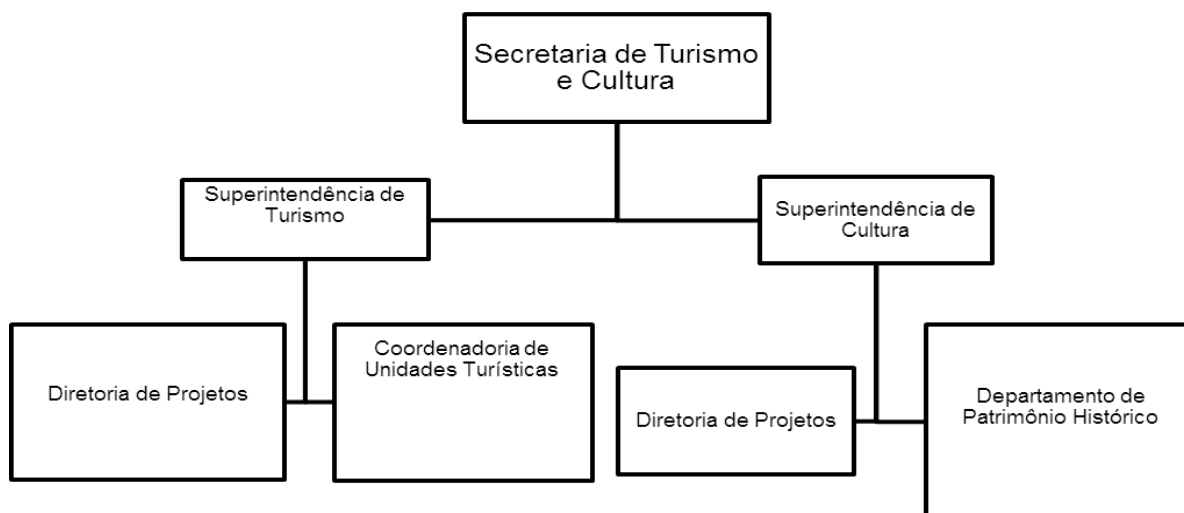 Secretaria de Turismo
e Cultura
Superintendência de
Turismo
Superintendência de
Cultura
Diretoria de Projetos
Coordenadoria de
Unidades Turísticas
Diretoria de Projetos
Departamento de
Patrimônio Histórico